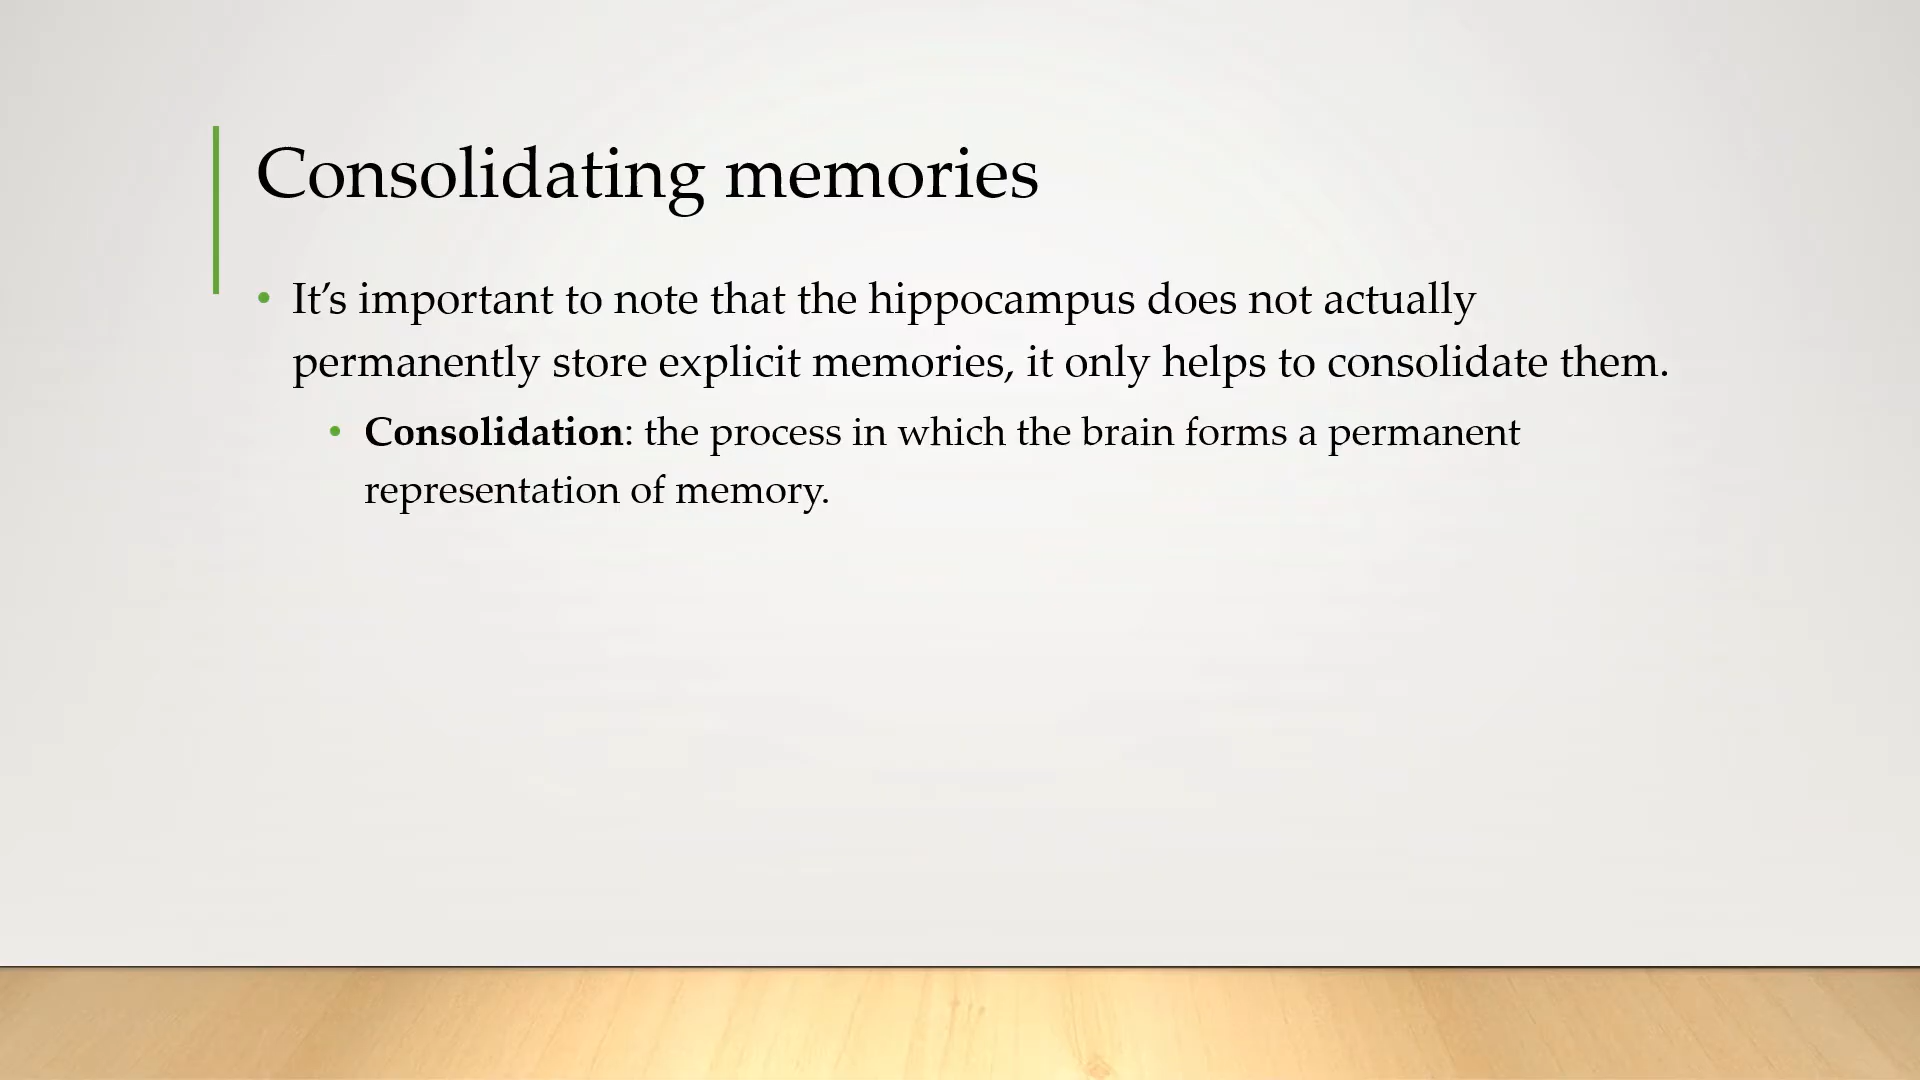 Consolidating memories
• It’s important to note that the hippocampus does not actually
permanently store explicit memories, it only helps to consolidate them.
• Consolidation: the process in which the brain forms a permanent
representation of memory.